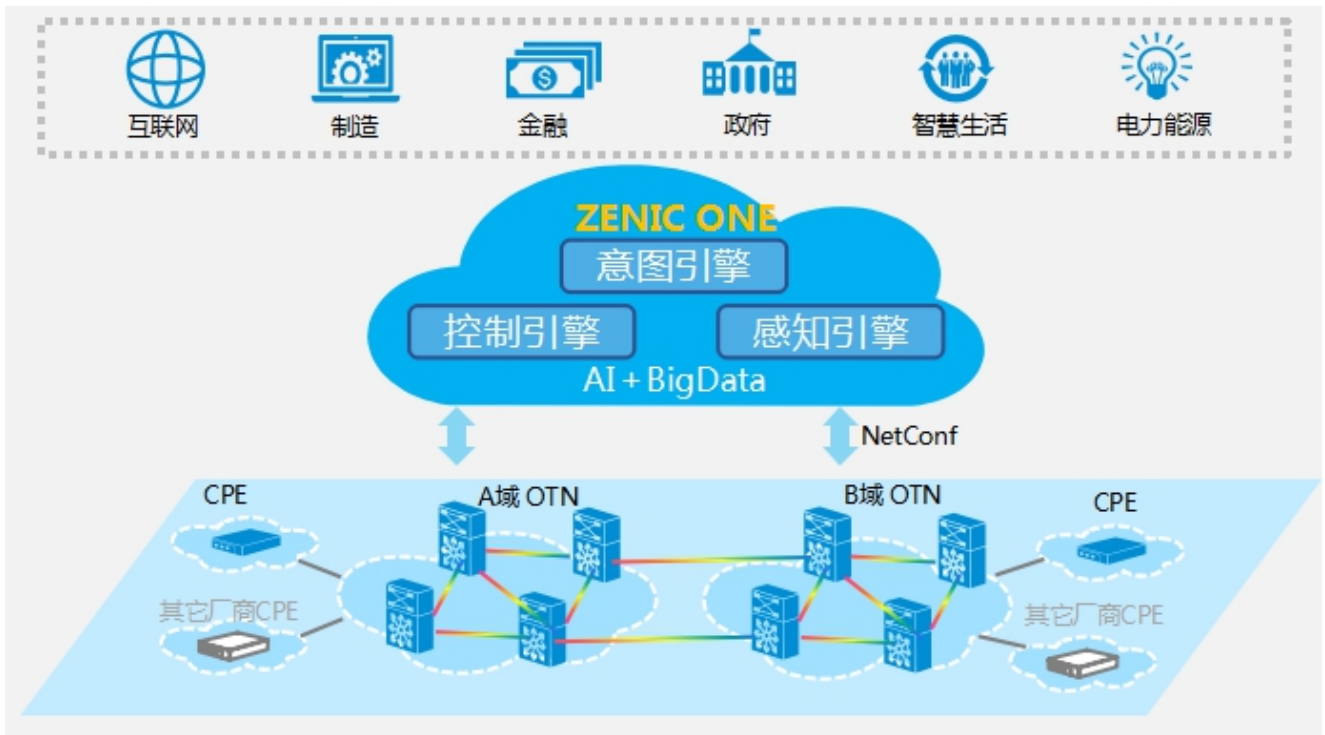 互联网 制造 金融 政府 智慧生活 电力能源
ZENIC ONE
意图引擎
控制引擎 感知引擎
AI + BigData
NetConf
CPE A域 OTN B域 OTN CPE
其它厂商CPE 其它厂商CPE